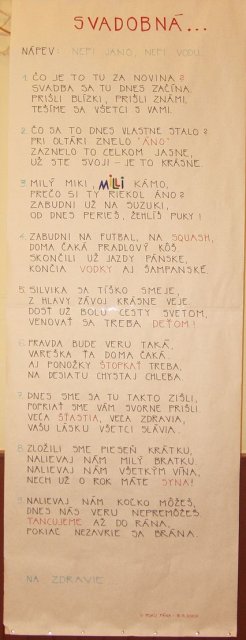 SVADOBNÁ...
NÁPEV: NEPI JANO, NEPI VODU
1. ČO JE TO TU ZA NOVINA?
SVADBA SA TU DNES ZAČÍNA.
PRIŠLI BLÍZKI, PRIŠLI ZNÁMI,
TEŠÍME SA VŠETCI S VAMI.
2. ČO SA TO DNES VLASTNE STALO?
PRI OLTÁRI ZNELO "ÁNO"
ZAZNELO TO CELKOM JASNE,
UŽ STE SVOJI - JE TO KRÁSNE.
3. MILÝ MIKI, MILLI KÁMO,
PREČO SI TY RIEKOL ÁNO?
ZABUDNI UŽ NA SUZUKI,
OD DNES PERIEŠ, ŽEHLÍŠ PUKY!
4. ZABUDNI NA FUTBAL, NA SQUASH,
DOMA ČAKÁ PRADLOVÝ KÔŠ
SKONČILI UŽ JAZDY PÁNSKE,
KONČIA VODKY AJ ŠAMPANSKÉ.
5. SILVIKA SA TÍŠKO SMEJE,
Z HLAVY ZÁVOJ KRÁSNE VEJE
DOSŤ UŽ BOLO CESTY SVETOM,
VENOVAŤ SA TREBA DEŤOM!
6. PRAVDA BUDE VERU TAKÁ,
VAREŠKA ŤA DOMA ČAKÁ.
AJ PONOŽKY ŠTOPKAŤ TREBA,
NA DESIATU CHYSTAJ CHLEBA.
7. DNES SME SA TU TAKTO ZIŠLI,
POPRIAŤ SME VÁM SVORNE PRIŠLI
VEĽA ŠŤASTIA, VEĽA ZDRAVIA,
VAŠU LÁSKU VŠETCI SLÁVIA.
8. ZLOŽILI SME PIESEŇ KRÁTKU,
NALIEVAJ NÁM MILÝ BRATKU.
NALIEVAJ NÁM VŠETKÝM VÍNA,
NECH UŽ O ROK MÁTE SYNA!
9. NALIEVAJ NÁM KOĽKO MÔŽEŠ,
DNES NÁS VERU NEPREMÔŽEŠ.
TANCUJEME AŽ DO RÁNA,
POKIAĽ NEZAVRIE SA BRÁNA.
NA ZDRAVIE